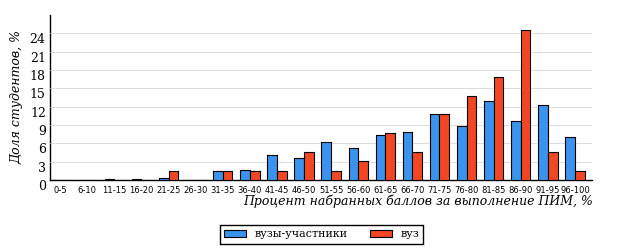 Доля студентов, %
24
21
18
15
12
9
6
3
0
0-5 6-10 11-15 16-20 21-25 26-30 31-35 36-40 41-45 46-50 51-55 56-60 61-65 66-70 71-75 76-80 81-85 86-90 91-95 96-100
Процент набранных баллов за выполнение ПИМ, %
вузы-участники вуз